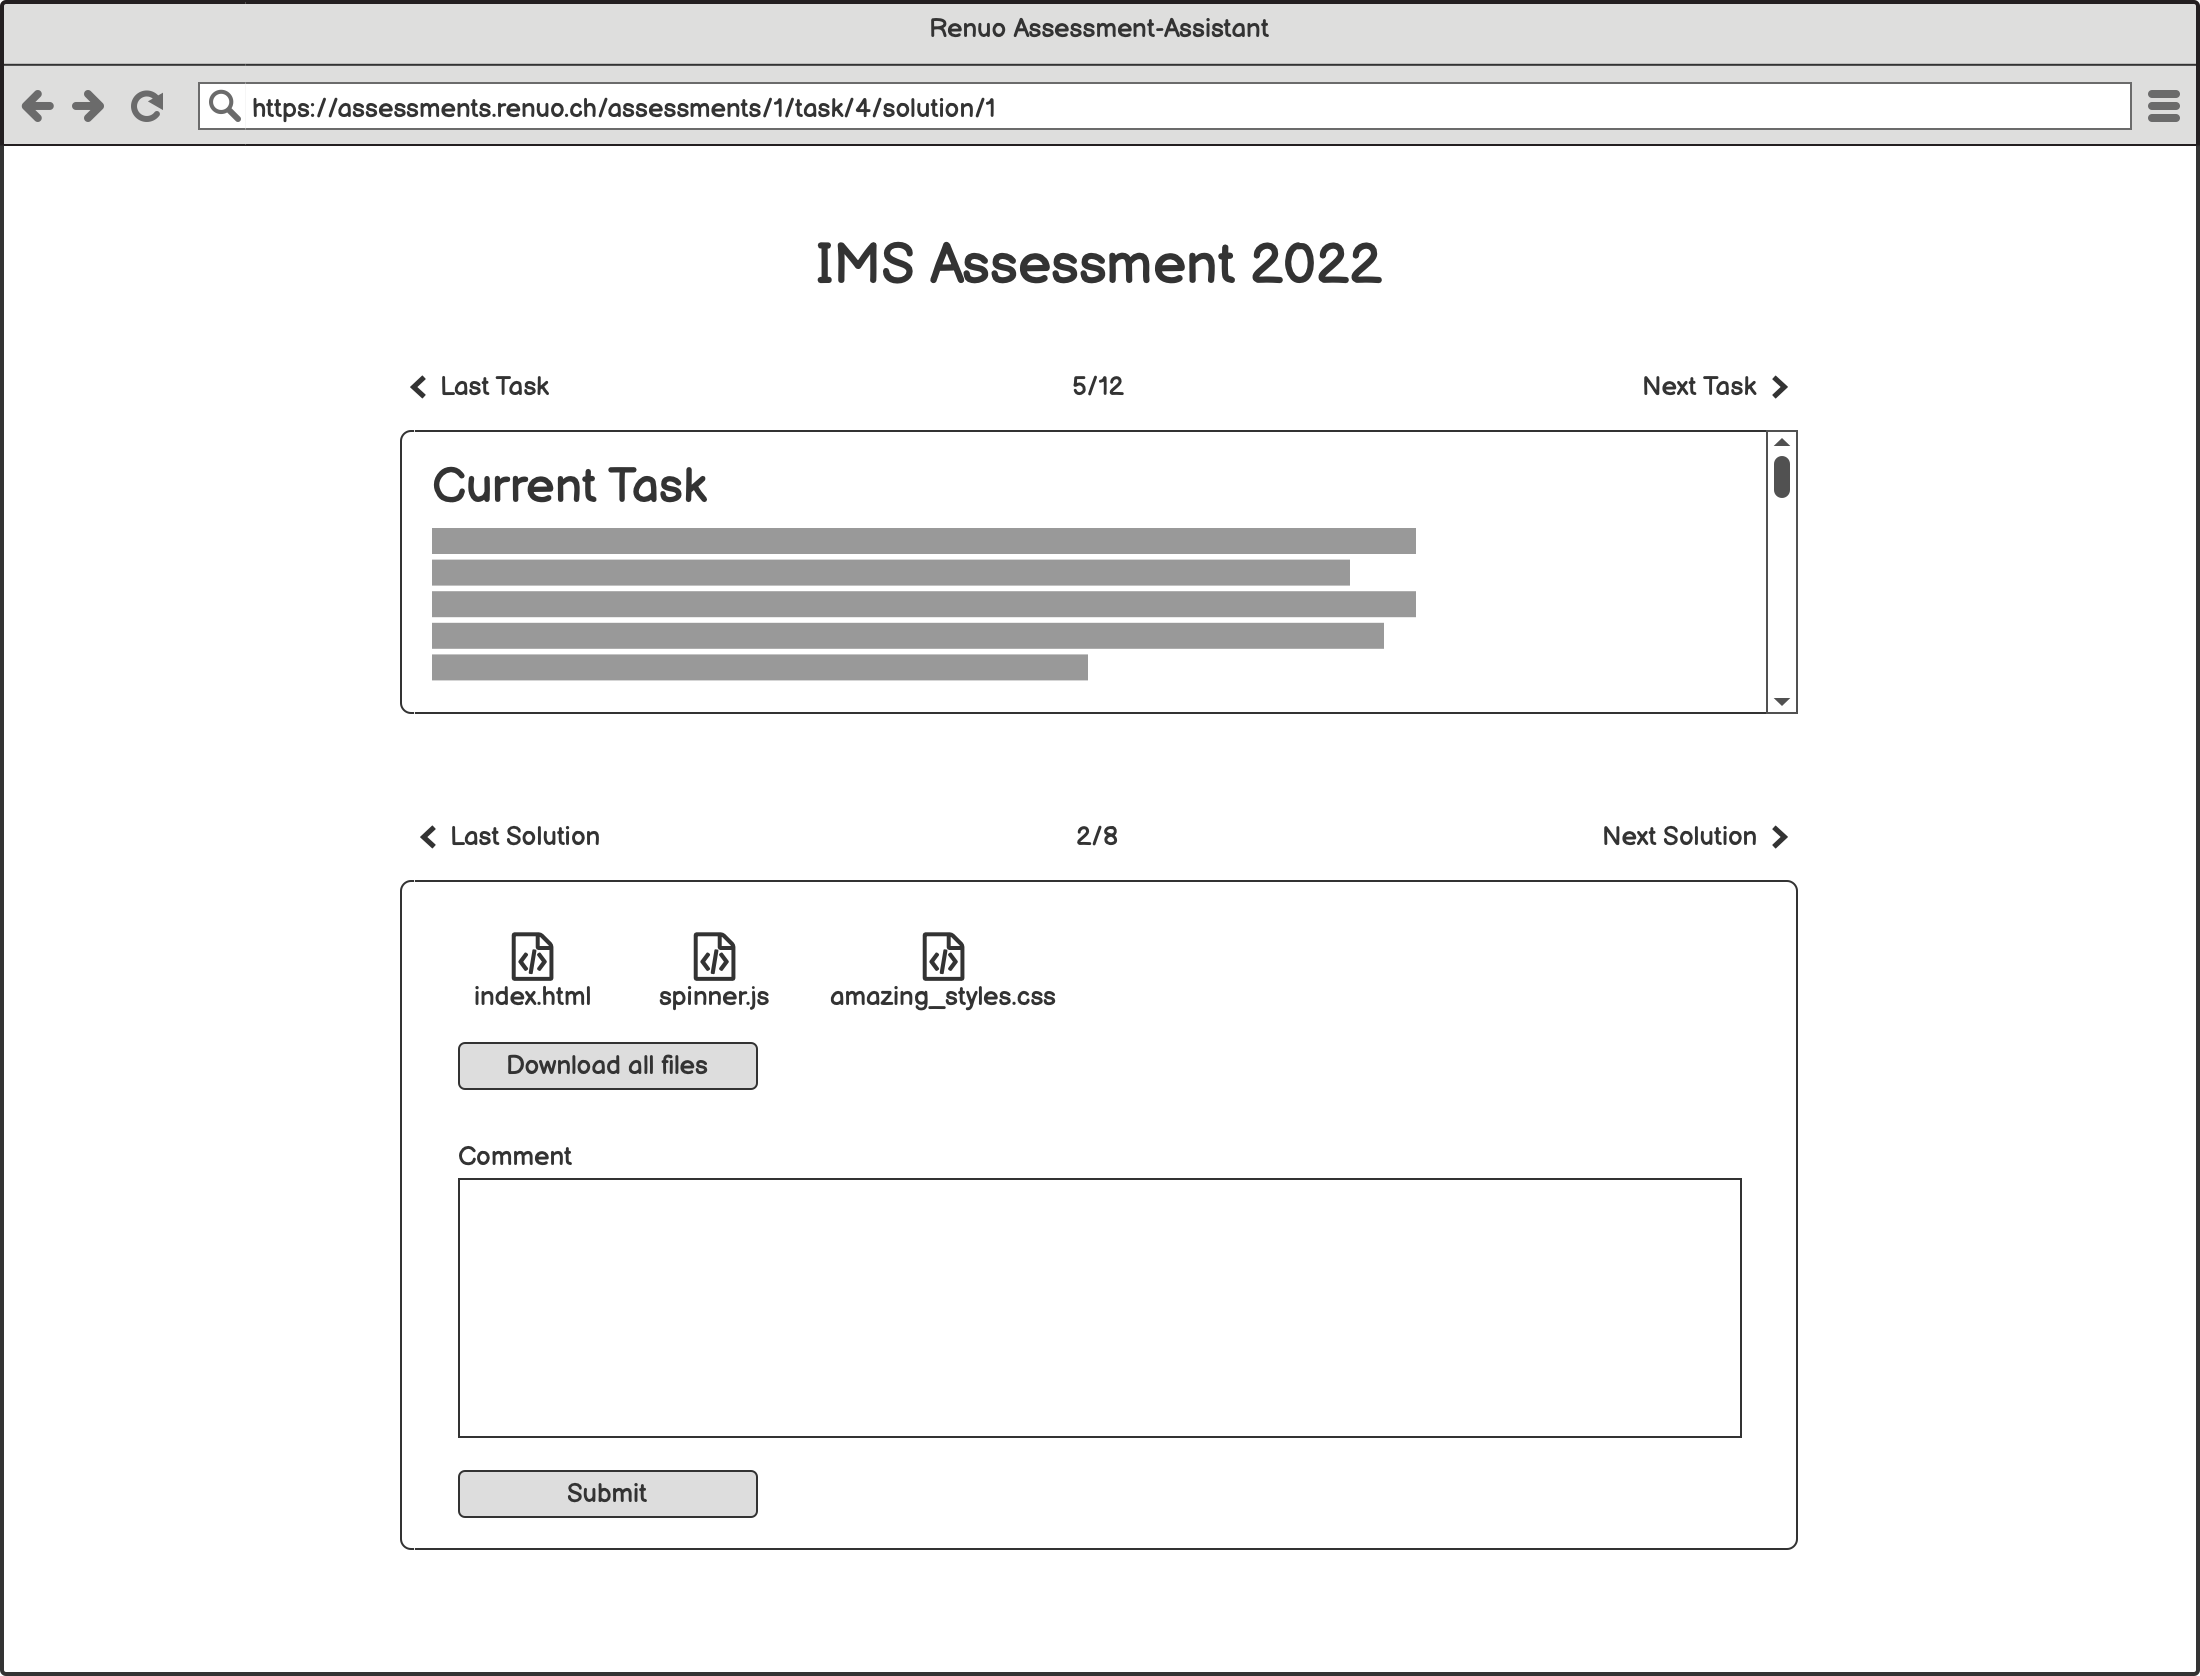 Renuo Assessment-Assistant
https://assessments.renuo.ch/assessments/1/task/4/solution/1
IMS Assessment 2022
Last Task 5/12 Next Task
Current Task
Last Solution 2/8 Next Solution
index.html spinner.js amazing_styles.css
Download all files
Comment
Submit